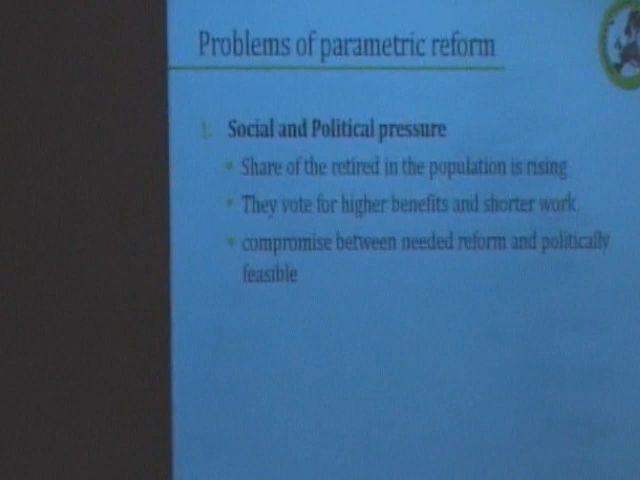 Problems of parametric reform
1. Social and Political pressure
• Share of the retired in the population is rising
• They vote for higher benefits and shorter work
• compromise between needed reform and politically
feasible